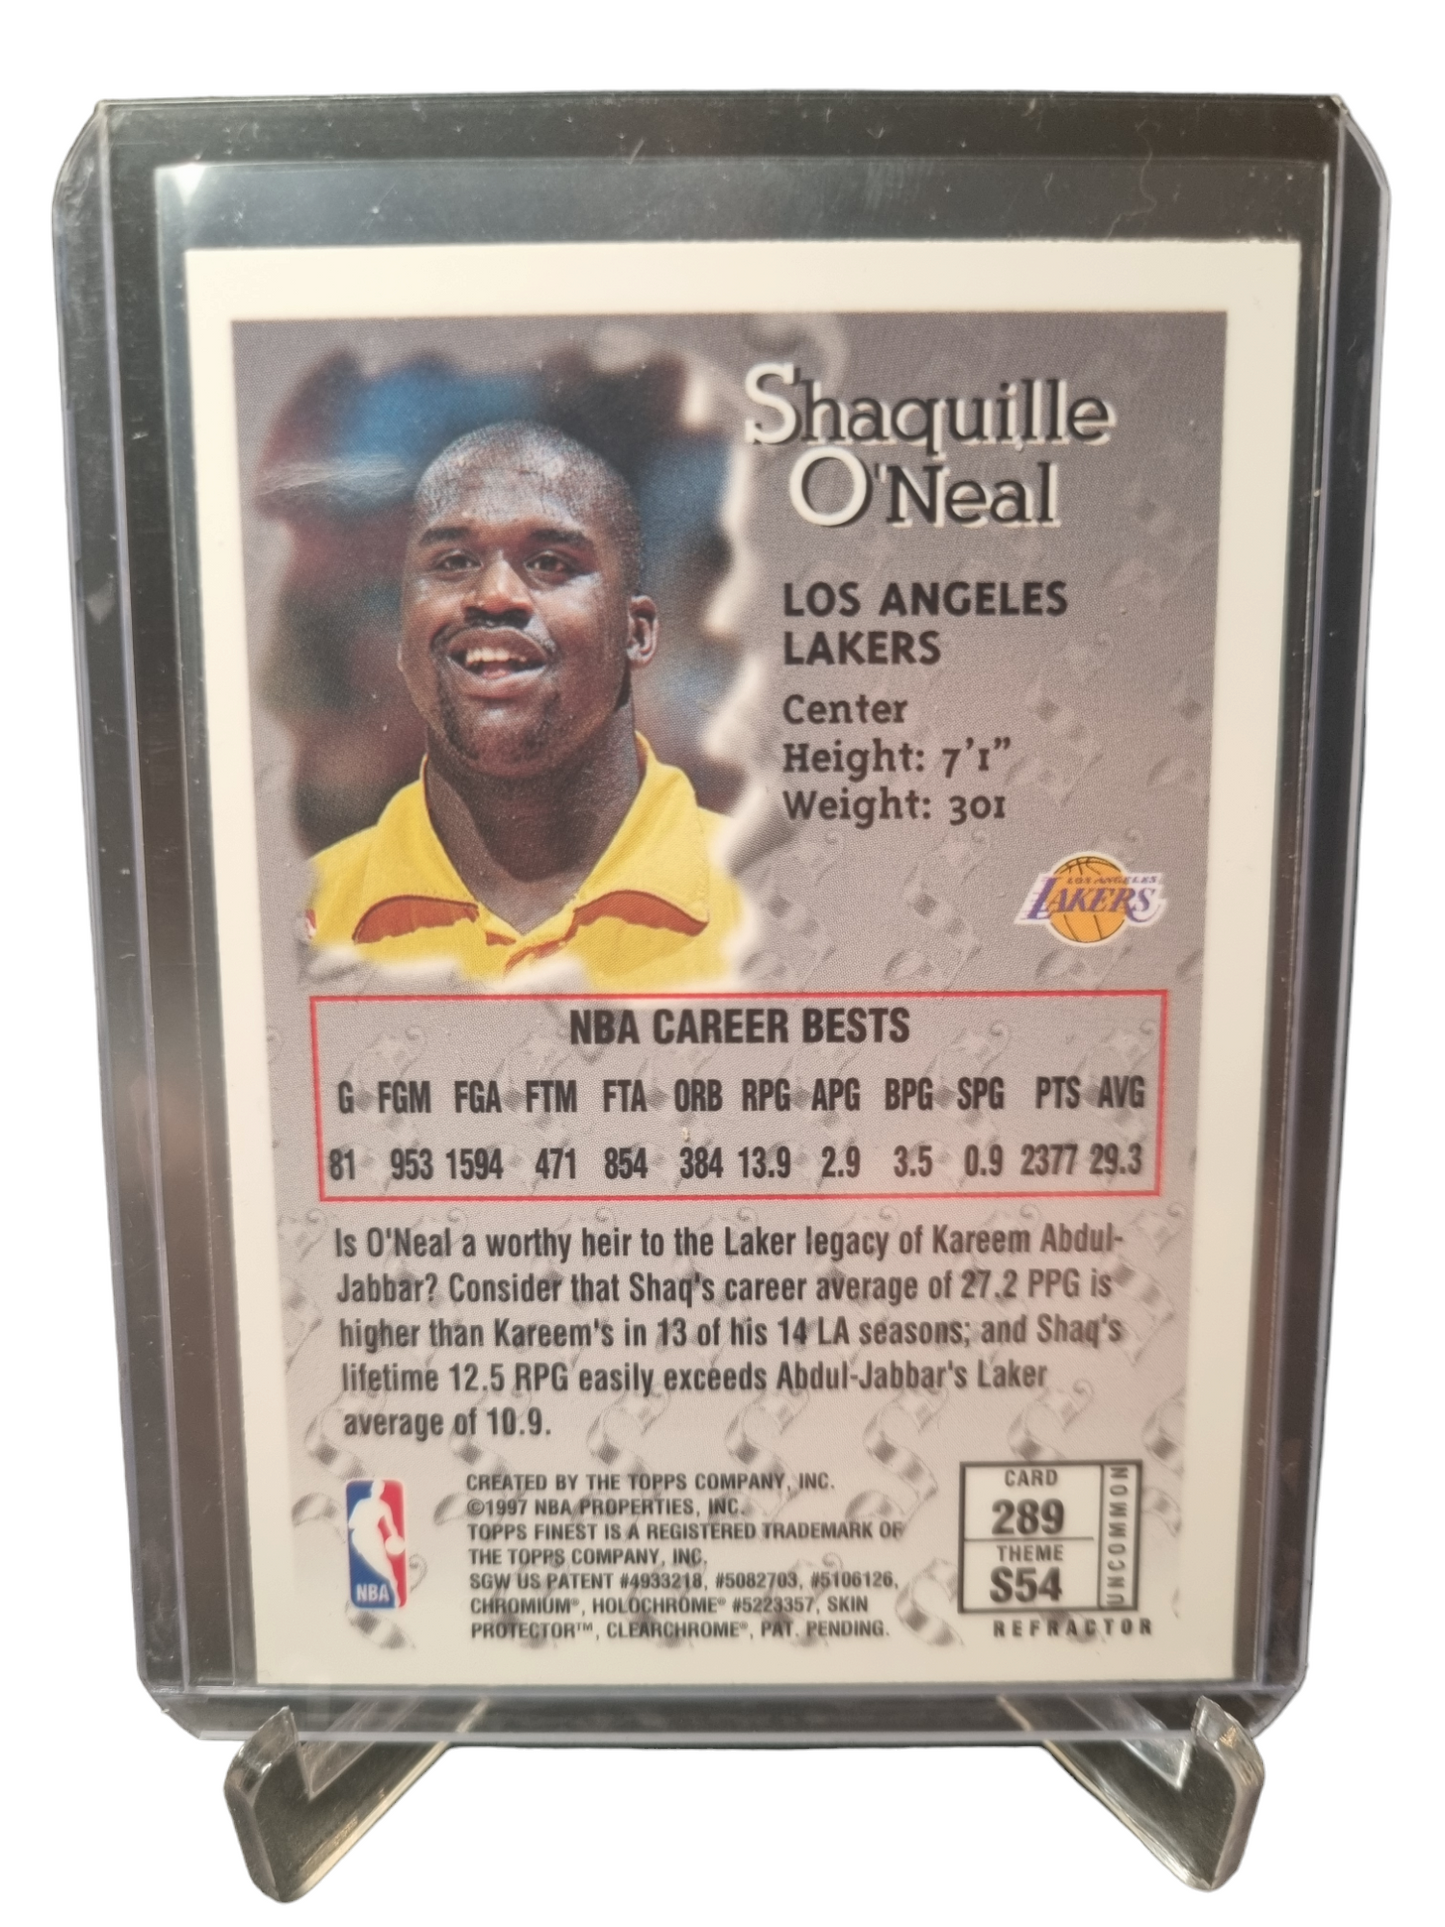 Shaquille
O'Neal
LOS ANGELES
LAKERS
Center
Height: 7'1"
Weight: 301
LOS ANGELES
LAKERS
NBA CAREER BESTS
G FGM FGA FTM FTA ORB RPG APG BPG SPG PTS AVG
81 953 1594 471 854 384 13.9 2.9 3.5 0.9 2377 29.3
Is O'Neal a worthy heir to the Laker legacy of Kareem Abdul-
Jabbar? Consider that Shaq's career average of 27.2 PPG is
higher than Kareem's in 13 of his 14 LA seasons; and Shaq's
lifetime 12.5 RPG easily exceeds Abdul-Jabbar's Laker
average of 10.9.
NBA
CREATED BY THE TOPPS COMPANY, INC.
©1997 NBA PROPERTIES, INC.
TOPPS FINEST IS A REGISTERED TRADEMARK OF
THE TOPPS COMPANY, INC.
SGW US PATENT #4933218, #5082703, #5106126,
CHROMIUM®, HOLOCHROME® #5223357, SKIN
PROTECTOR™, CLEARCHROME®, PAT. PENDING.
CARD
289
THEME
S54
UNCOMMON
REFRACTOR